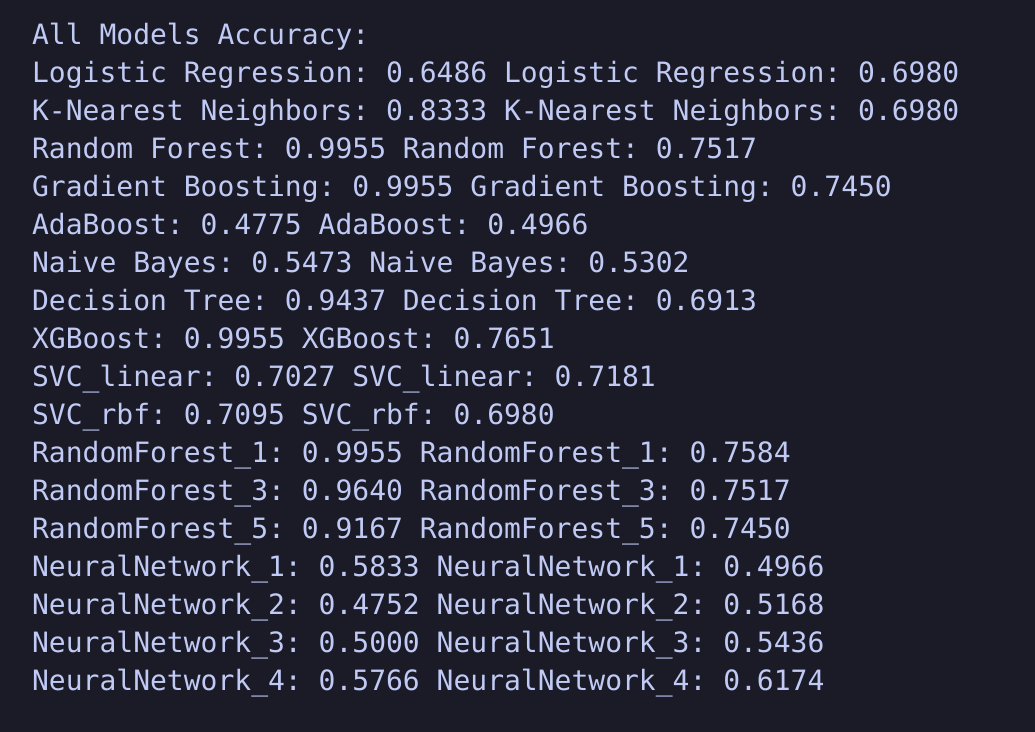 All Models Accuracy:
Logistic Regression: 0.6486 Logistic Regression: 0.6980
K-Nearest Neighbors: 0.8333 K-Nearest Neighbors: 0.6980
Random Forest: 0.9955 Random Forest: 0.7517
Gradient Boosting: 0.9955 Gradient Boosting: 0.7450
AdaBoost: 0.4775 AdaBoost: 0.4966
Naive Bayes: 0.5473 Naive Bayes: 0.5302
Decision Tree: 0.9437 Decision Tree: 0.6913
XGBoost: 0.9955 XGBoost: 0.7651
SVC_linear: 0.7027 SVC_linear: 0.7181
SVC_rbf: 0.7095 SVC_rbf: 0.6980
RandomForest_1: 0.9955 RandomForest_1: 0.7584
RandomForest_3: 0.9640 RandomForest_3: 0.7517
RandomForest_5: 0.9167 RandomForest_5: 0.7450
NeuralNetwork_1: 0.5833 NeuralNetwork_1: 0.4966
NeuralNetwork_2: 0.4752 NeuralNetwork_2: 0.5168
NeuralNetwork_3: 0.5000 NeuralNetwork_3: 0.5436
NeuralNetwork_4: 0.5766 NeuralNetwork_4: 0.6174